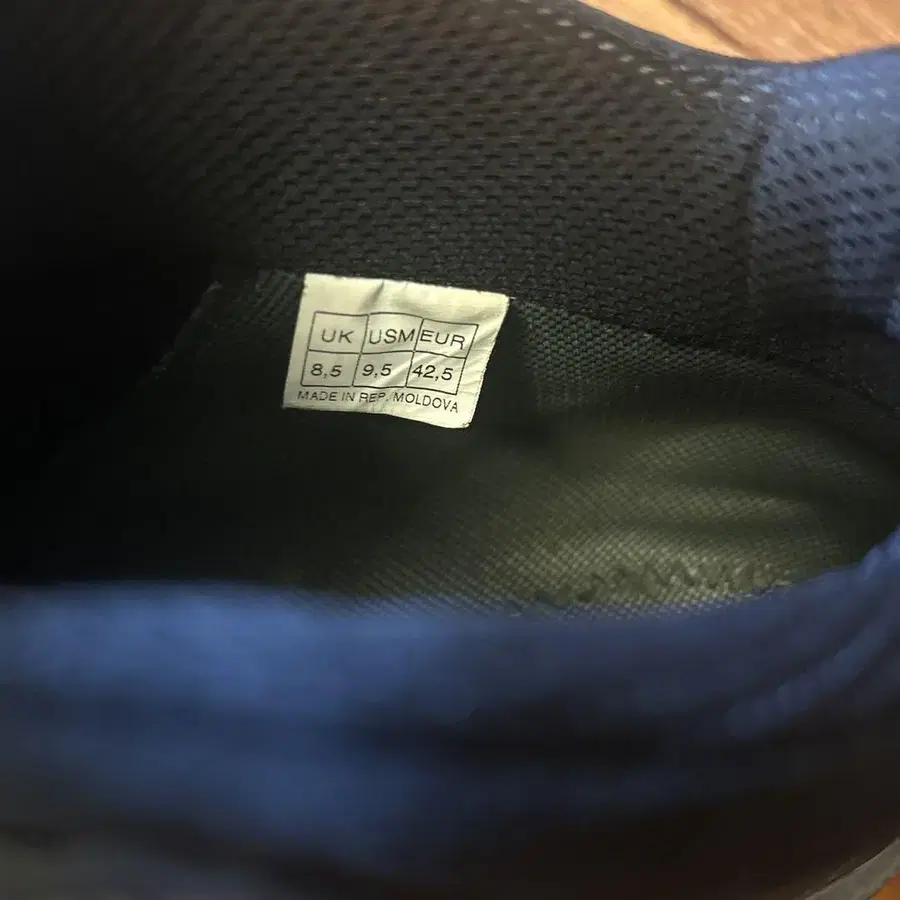 UK USM EUR
8,5 9,5 42,5
MADE IN REP. MOLDOVA